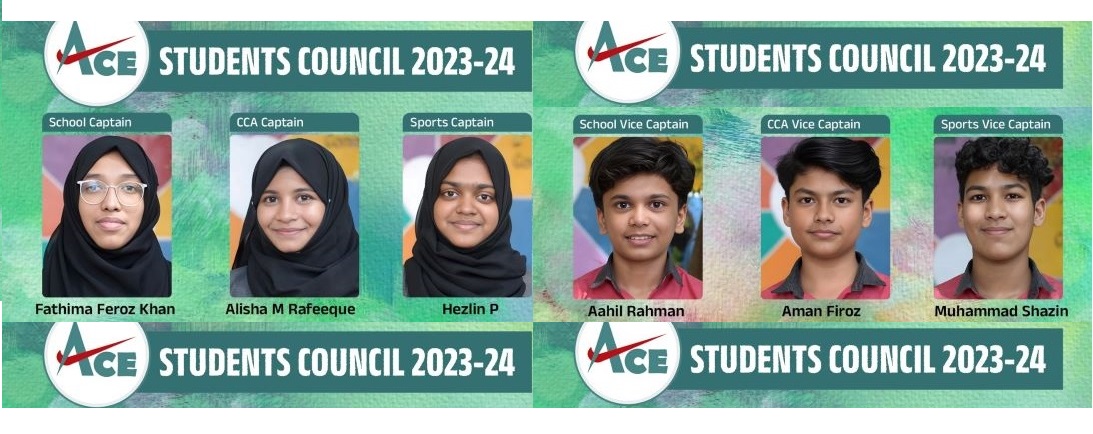 ACE STUDENTS COUNCIL 2023-24
School Captain
CCA Captain
Sports Captain
Fathima Feroz Khan
Alisha M Rafeeque
Hezlin P
ACE STUDENTS COUNCIL 2023-24
ACE STUDENTS COUNCIL 2023-24
School Vice Captain
CCA Vice Captain
Sports Vice Captain
Aahil Rahman
Aman Firoz
Muhammad Shazin
ACE STUDENTS COUNCIL 2023-24